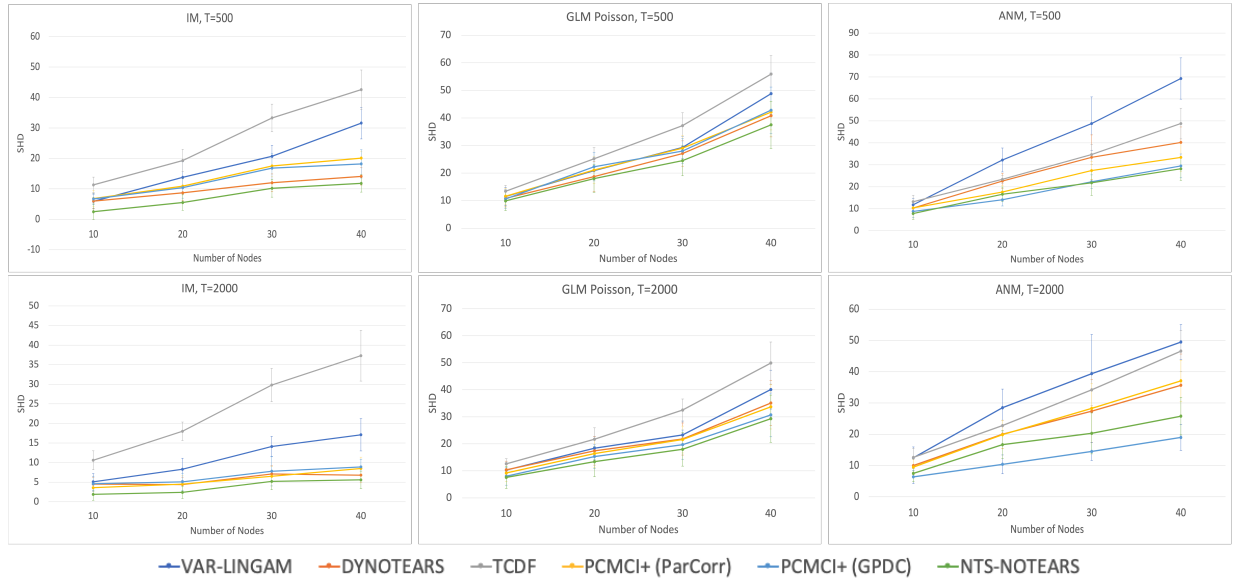 IM, T=500
60
50
40
30
20
10
0
-10
SHD
10 20 30 40
Number of Nodes
GLM Poisson, T=500
70
60
50
40
30
20
10
0
SHD
10 20 30 40
Number of Nodes
ANM, T=500
90
80
70
60
50
40
30
20
10
0
SHD
10 20 30 40
Number of Nodes
IM, T=2000
50
45
40
35
30
25
20
15
10
5
0
SHD
10 20 30 40
Number of Nodes
GLM Poisson, T=2000
70
60
50
40
30
20
10
0
SHD
10 20 30 40
Number of Nodes
ANM, T=2000
60
50
40
30
20
10
0
SHD
10 20 30 40
Number of Nodes
VAR-LINGAM DYNOTEARS TCDF PCMCI+ (ParCorr) PCMCI+ (GPDC) NTS-NOTEARS